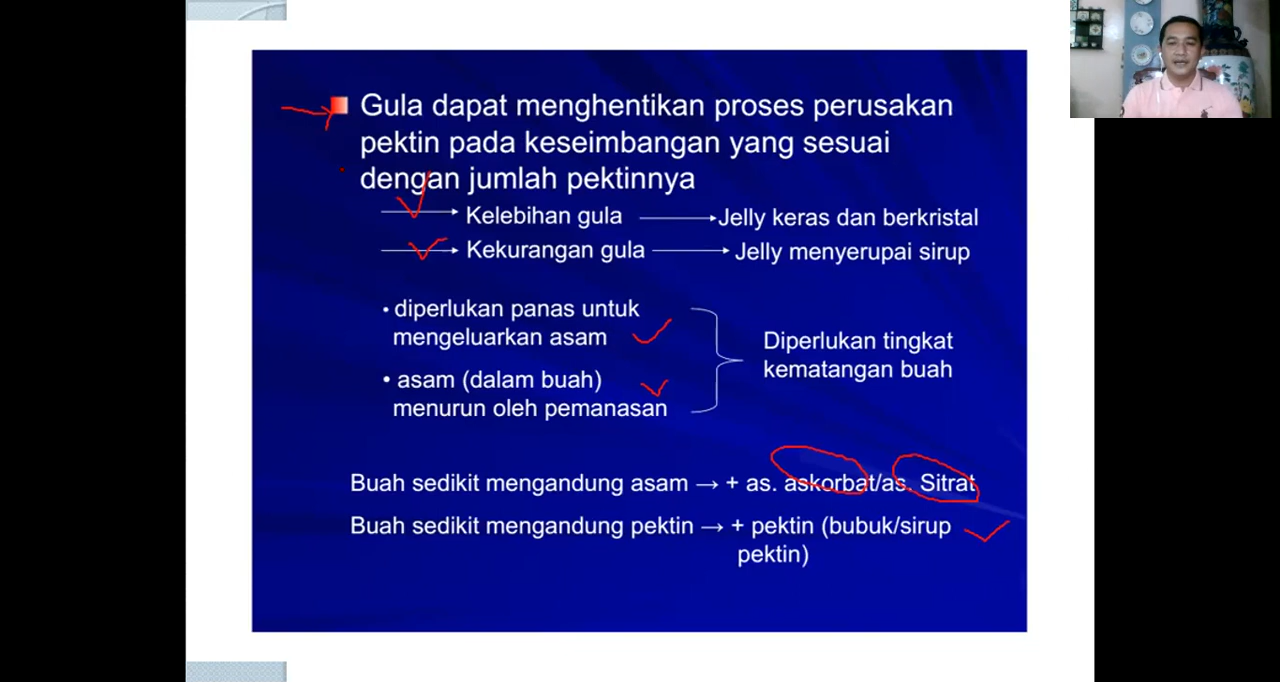 Gula dapat menghentikan proses perusakan
pektin pada keseimbangan yang sesuai
dengan jumlah pektinnya
Kelebihan gula → Jelly keras dan berkristal
Kekurangan gula → Jelly menyerupai sirup
• diperlukan panas untuk
mengeluarkan asam
• asam (dalam buah)
menurun oleh pemanasan
Diperlukan tingkat
kematangan buah
Buah sedikit mengandung asam → + as. askorbat/as. Sitrat
Buah sedikit mengandung pektin → + pektin (bubuk/sirup
pektin)